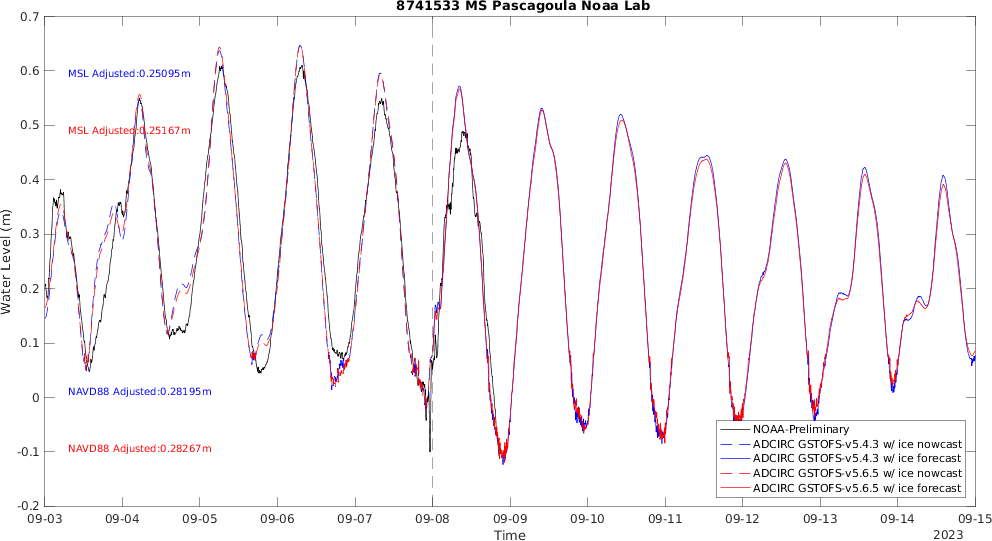 8741533 MS Pascagoula Noaa Lab
0.7
0.6
0.5
0.4
0.3
0.2
0.1
0
-0.1
-0.2
Water Level (m)
MSL Adjusted:0.25095m
MSL Adjusted:0.25167m
NAVD88 Adjusted:0.28195m
NAVD88 Adjusted:0.28267m
NOAA-Preliminary
ADCIRC GSTOFS-v5.4.3 w/ ice nowcast
ADCIRC GSTOFS-v5.4.3 w/ ice forecast
ADCIRC GSTOFS-v5.6.5 w/ ice nowcast
ADCIRC GSTOFS-v5.6.5 w/ ice forecast
09-03 09-04 09-05 09-06 09-07 09-08 09-09 09-10 09-11 09-12 09-13 09-14 09-15
Time
2023